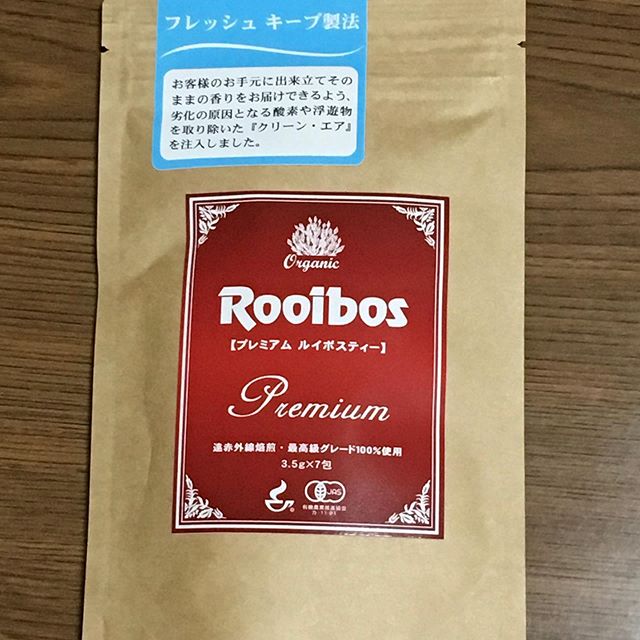 フレッシュ キープ製法
お客様のお手元に出来立てその
ままの香りをお届けできるよう、
劣化の原因となる酸素や浮遊物
を取り除いた『クリーン・エア』
を注入しました。
Organic
Rooibos
【プレミアム ルイボスティー】
Premium
遠赤外線焙煎・最高級グレード100%使用
3.5g×7包
®
JAS